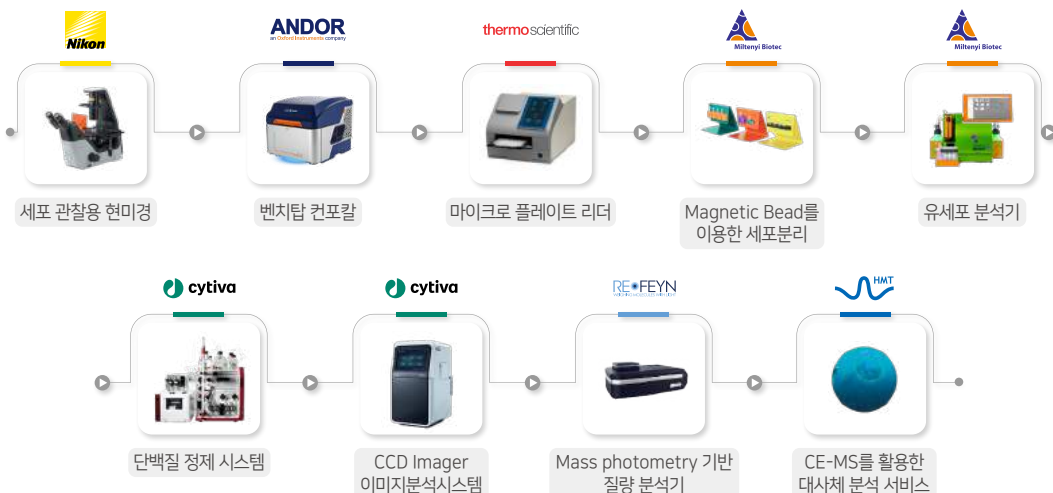 Nikon
ANDOR
an Oxford Instruments company
thermoscientific
Miltenyi Biotec
Miltenyi Biotec
세포 관찰용 현미경
벤치탑 컨포칼
마이크로 플레이트 리더
Magnetic Bead를
이용한 세포분리
유세포 분석기
cytiva
cytiva
REFEYN
HMT
단백질 정제 시스템
CCD Imager
이미지분석시스템
Mass photometry 기반
질량 분석기
CE-MS를 활용한
대사체 분석 서비스